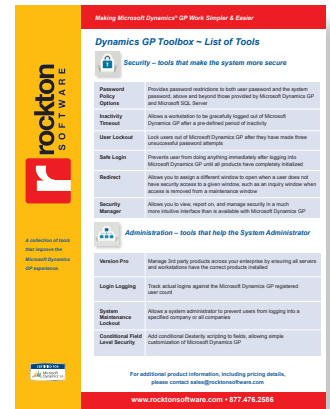 Making Microsoft Dynamics® GP Work Simpler & Easier
rockton
SOFTWARE
A collection of tools
that improve the
Microsoft Dynamics
GP experience.
CERTIFIED FOR
Microsoft
Dynamics
Dynamics GP Toolbox ~ List of Tools
Security – tools that make the system more secure
Password
Policy
Options
Provides password restrictions to both user password and the system
password, above and beyond those provided by Microsoft Dynamics GP
and Microsoft SQL Server
Inactivity
Timeout
Allows a workstation to be gracefully logged out of Microsoft
Dynamics GP after a pre-defined period of inactivity
User Lockout
Lock users out of Microsoft Dynamics GP after they have made three
unsuccessful password attempts
Safe Login
Prevents user from doing anything immediately after logging into
Microsoft Dynamics GP until all products have completely initialized
Redirect
Allows you to assign a different window to open when a user does not
have security access to a given window, such as an inquiry window when
access is removed from a maintenance window
Security
Manager
Allows you to view, report on, and manage security in a much
more intuitive interface than is available with Microsoft Dynamics GP
Administration – tools that help the System Administrator
Version Pro
Manage 3rd party products across your enterprise by ensuring all servers
and workstations have the correct products installed
Login Logging
Track actual logins against the Microsoft Dynamics GP registered
user count
System
Maintenance
Lockout
Allows a system administrator to prevent users from logging into a
specified company or all companies
Conditional Field
Level Security
Add conditional Dexterity scripting to fields, allowing simple
customization of Microsoft Dynamics GP
For additional product information, including pricing details,
please contact sales@rocktonsoftware.com
www.rocktonsoftware.com • 877.476.2586